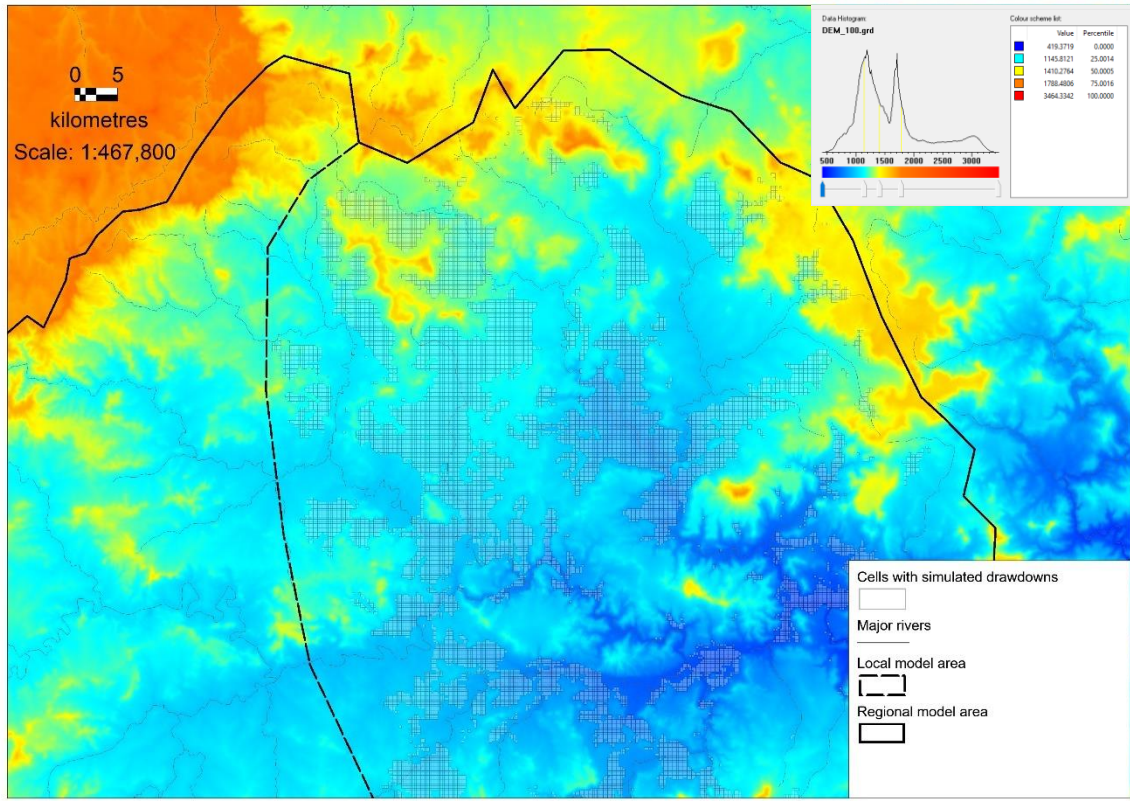 0 5
kilometres
Scale: 1:467,800
Data Histogram:
DEM_100.grd
500 1000 1500 2000 2500 3000
Colour scheme list:
Value Percentile
419.3719 0.0000
1145.8121 25.0014
1410.2764 50.0005
1788.4806 75.0016
3464.3342 100.0000
Cells with simulated drawdowns
Major rivers
Local model area
Regional model area